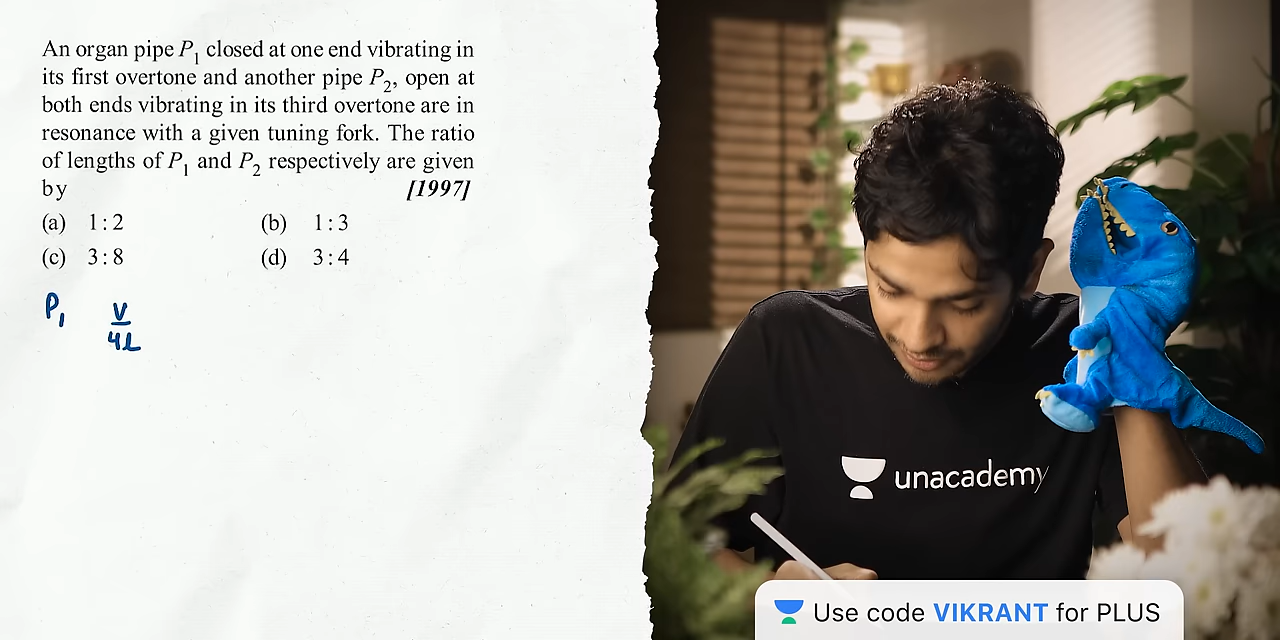 An organ pipe P₁ closed at one end vibrating in
its first overtone and another pipe P₂, open at
both ends vibrating in its third overtone are in
resonance with a given tuning fork. The ratio
of lengths of P₁ and P₂ respectively are given
by [1997]
(a) 1 : 2 (b) 1 : 3
(c) 3 : 8 (d) 3 : 4
P₁ V
4L
unacademy
Use code VIKRANT for PLUS